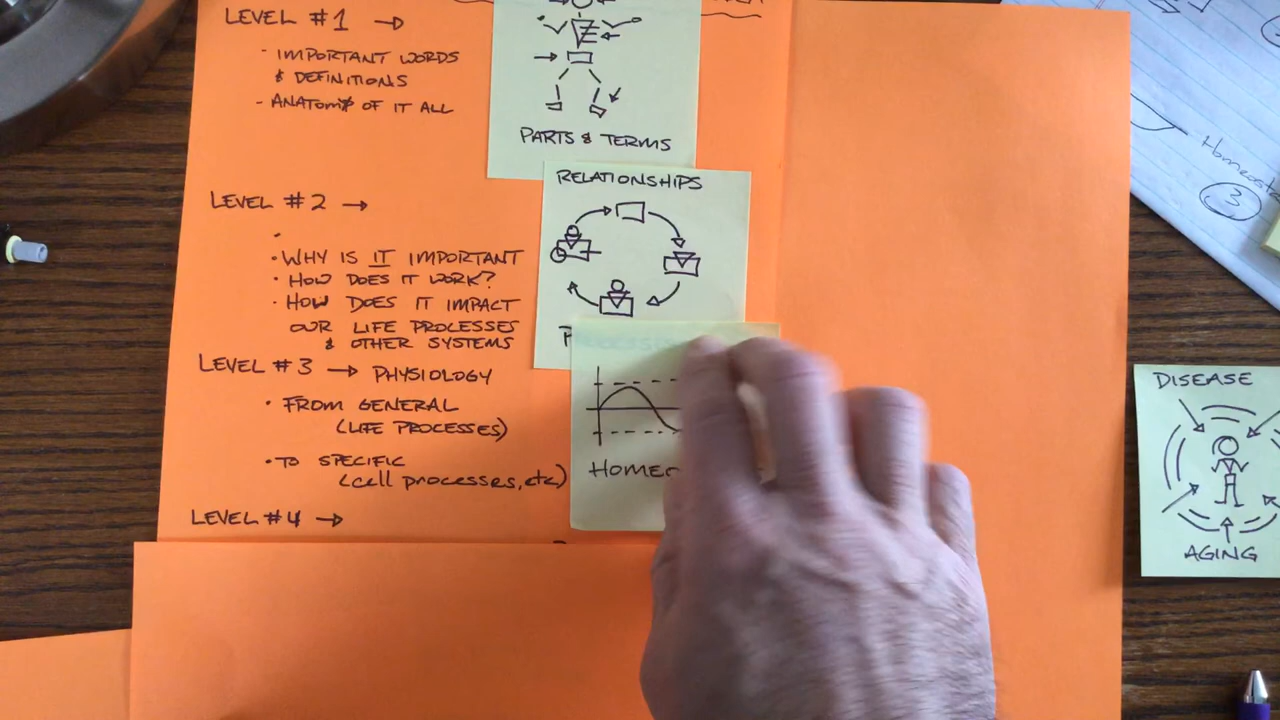 LEVEL #1 →
· IMPORTANT WORDS
& DEFINITIONS
- ANATOMY OF IT ALL
PARTS & TERMS
RELATIONSHIPS
LEVEL #2 →
· WHY IS IT IMPORTANT
· HOW DOES IT WORK?
· HOW DOES IT IMPACT
OUR LIFE PROCESSES
& OTHER SYSTEMS
LEVEL #3 → PHYSIOLOGY
· FROM GENERAL
(LIFE PROCESSES)
· TO SPECIFIC
(cell processes, etc)
LEVEL #4 →
DISEASE
AGING
3